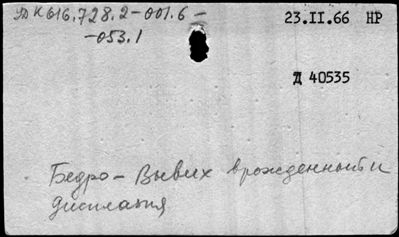 УДК 616.728.2-001.6-
-053.1
23.II.66 НР
Д 40535
Бедро - Вывих врожденный и
дисплазия